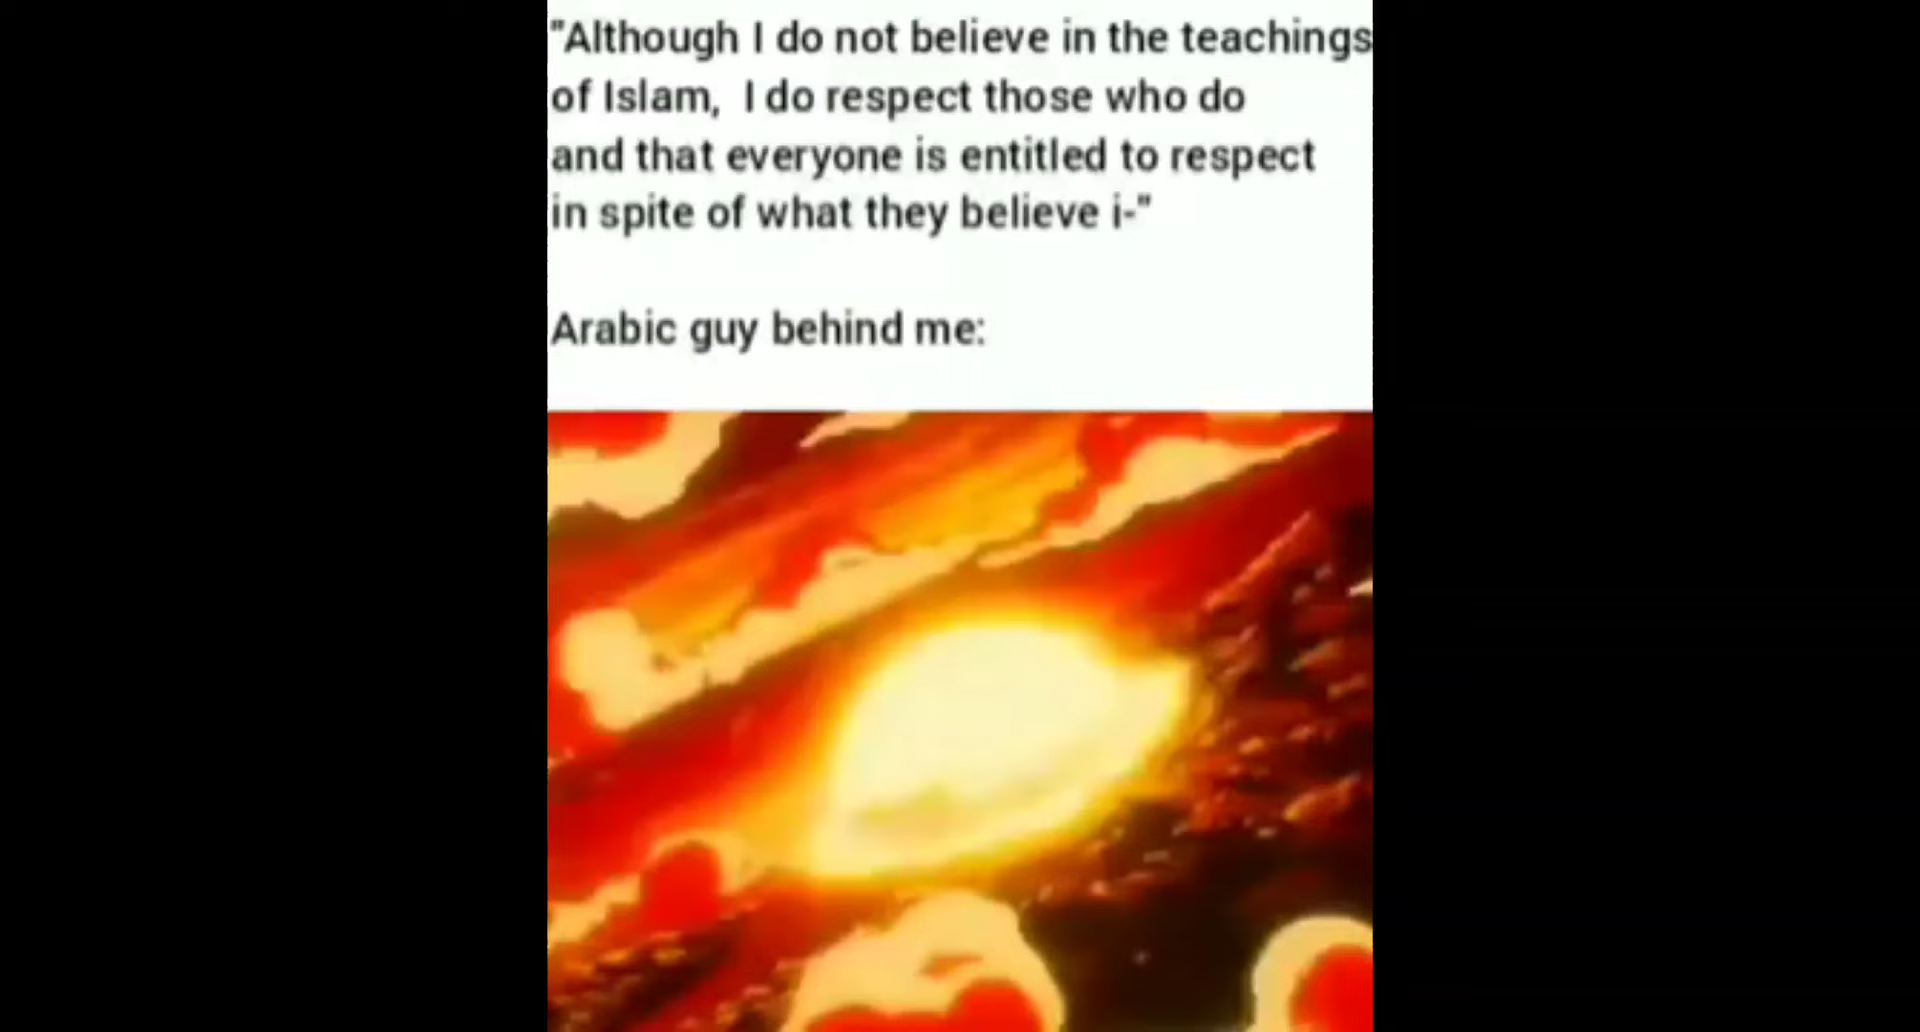 "Although I do not believe in the teachings
of Islam, I do respect those who do
and that everyone is entitled to respect
in spite of what they believe i-"
Arabic guy behind me: